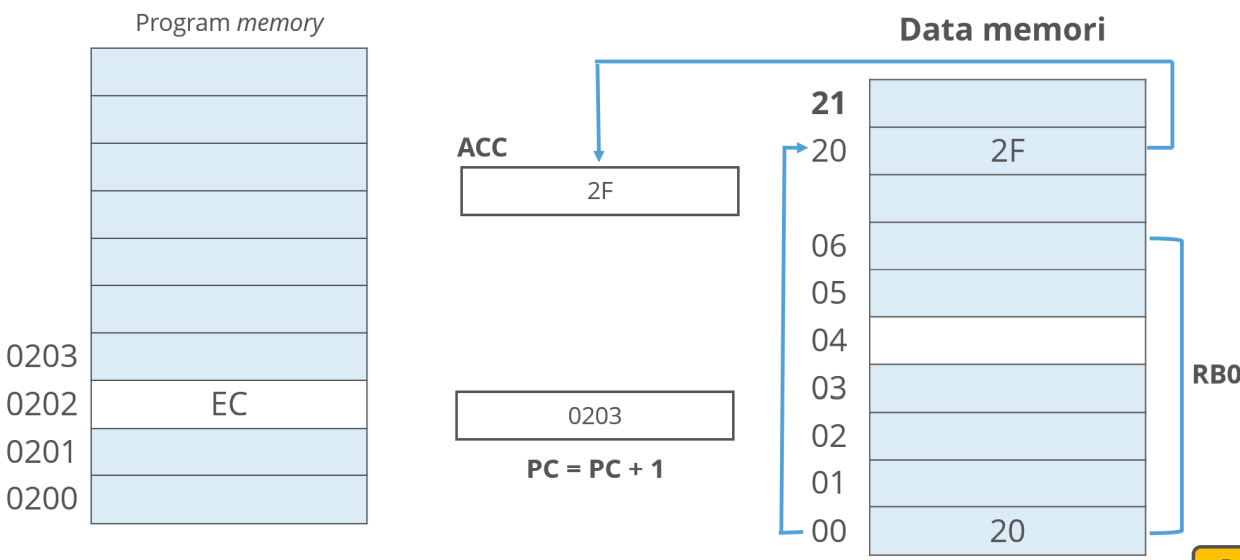 Program memory
0203
0202 EC
0201
0200
ACC
2F
0203
PC = PC + 1
Data memori
21
20 2F
06
05
04
03
02
01
00 20
RB0